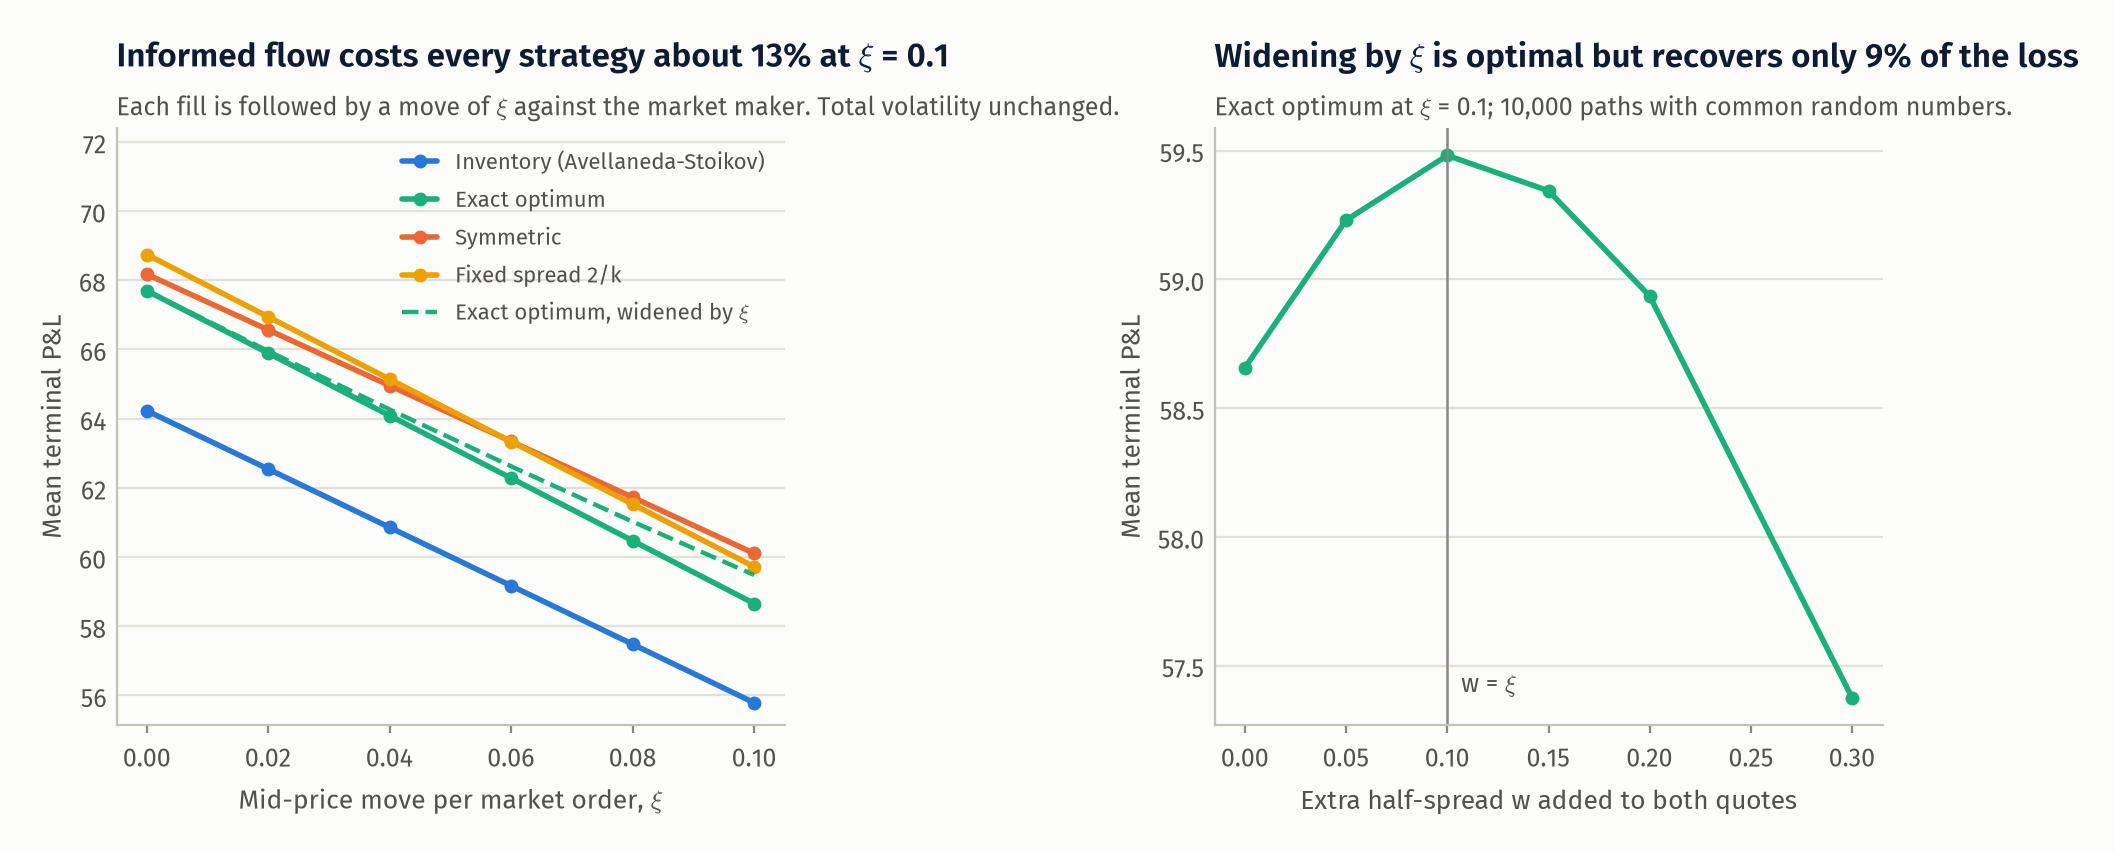 Informed flow costs every strategy about 13% at ξ = 0.1
Each fill is followed by a move of ξ against the market maker. Total volatility unchanged.
72
70
68
66
64
62
60
58
56
Mean terminal P&L
Inventory (Avellaneda-Stoikov)
Exact optimum
Symmetric
Fixed spread 2/k
Exact optimum, widened by ξ
0.00 0.02 0.04 0.06 0.08 0.10
Mid-price move per market order, ξ
Widening by ξ is optimal but recovers only 9% of the loss
Exact optimum at ξ = 0.1; 10,000 paths with common random numbers.
59.5
59.0
58.5
58.0
57.5
Mean terminal P&L
w = ξ
0.00 0.05 0.10 0.15 0.20 0.25 0.30
Extra half-spread w added to both quotes